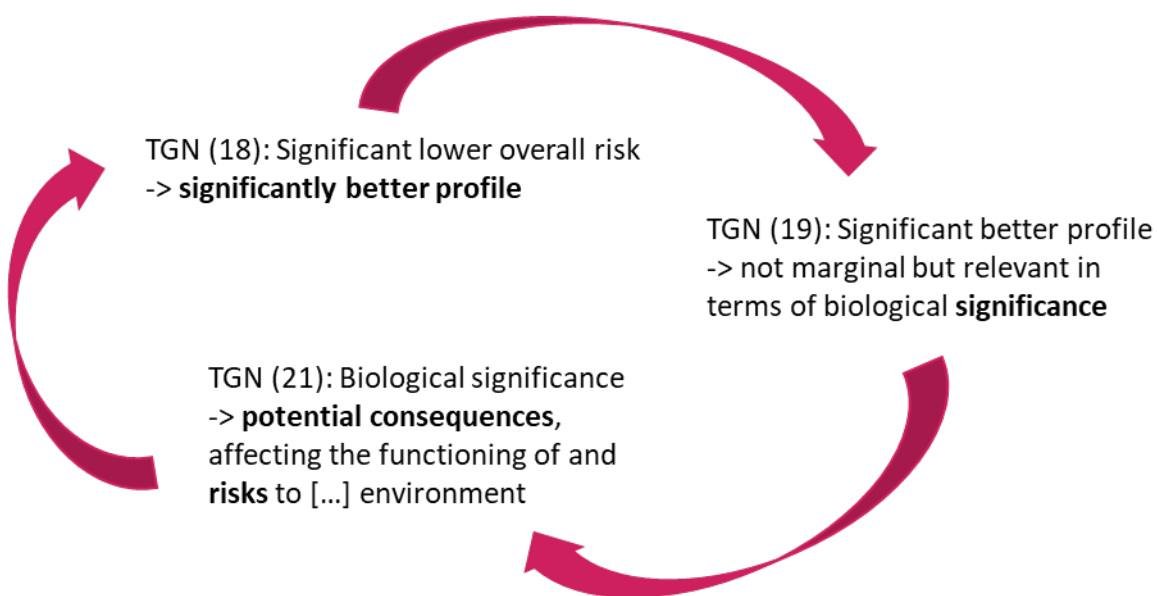 TGN (18): Significant lower overall risk
-> significantly better profile
TGN (19): Significant better profile
-> not marginal but relevant in
terms of biological significance
TGN (21): Biological significance
-> potential consequences,
affecting the functioning of and
risks to [...] environment